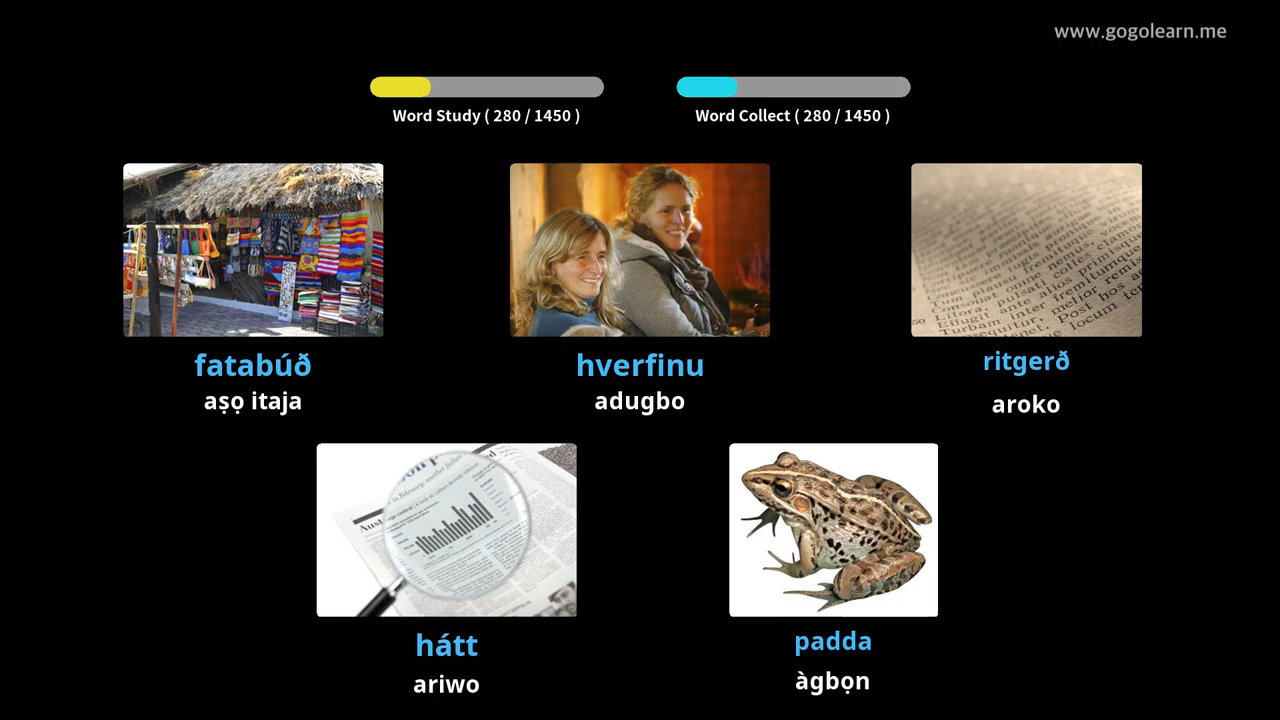 www.gogolearn.me
Word Study ( 280 / 1450 )
Word Collect ( 280 / 1450 )
fatabúð
aṣọ itaja
hverfinu
adugbo
ritgerð
aroko
hátt
ariwo
padda
àgbọn